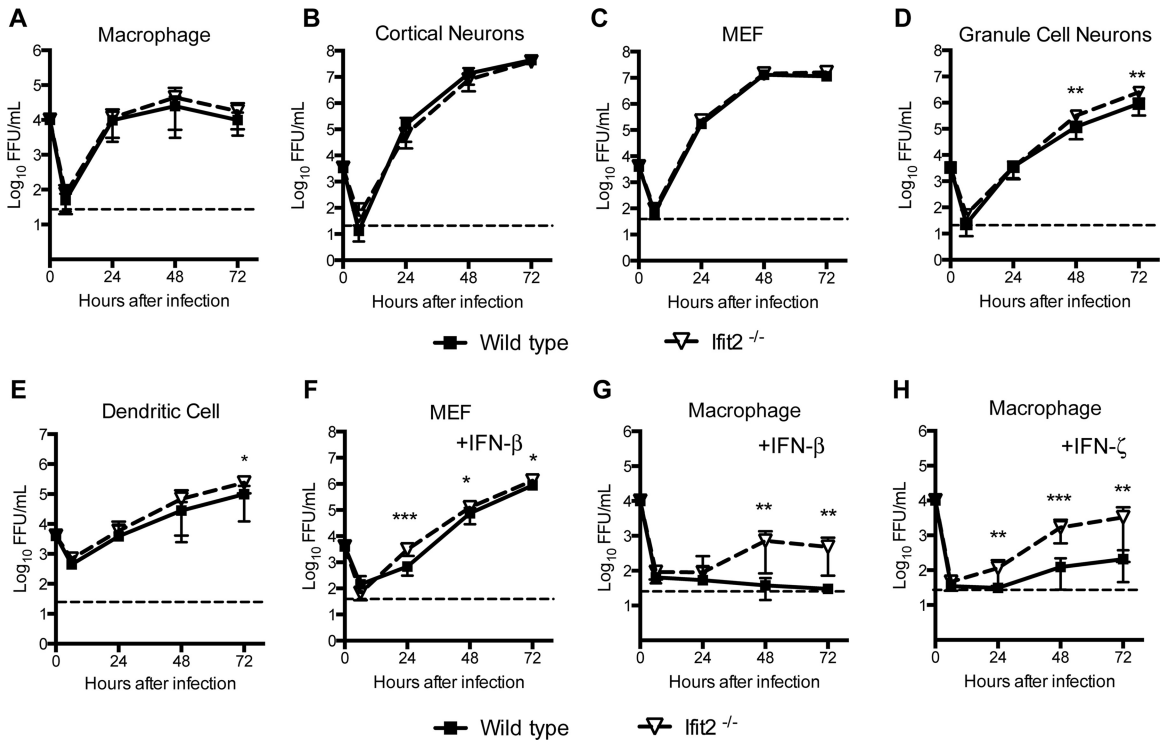 A
Macrophage
Log10 FFU/mL
6
5
4
3
2
1
0 24 48 72
Hours after infection
B
Cortical Neurons
Log10 FFU/mL
8
7
6
5
4
3
2
1
0
0 24 48 72
Hours after infection
C
MEF
Log10 FFU/mL
8
7
6
5
4
3
2
1
0
0 24 48 72
Hours after infection
D
Granule Cell Neurons
** **
Log10 FFU/mL
8
7
6
5
4
3
2
1
0
0 24 48 72
Hours after infection
Wild type Ifit2 -/-
E
Dendritic Cell
*
Log10 FFU/mL
7
6
5
4
3
2
1
0
0 24 48 72
Hours after infection
F
MEF
+IFN-β
*** * *
Log10 FFU/mL
8
7
6
5
4
3
2
1
0
0 24 48 72
Hours after infection
G
Macrophage
+IFN-β
** **
Log10 FFU/mL
6
5
4
3
2
1
0 24 48 72
Hours after infection
H
Macrophage
+IFN-ζ
** *** **
Log10 FFU/mL
6
5
4
3
2
1
0 24 48 72
Hours after infection
Wild type Ifit2 -/-